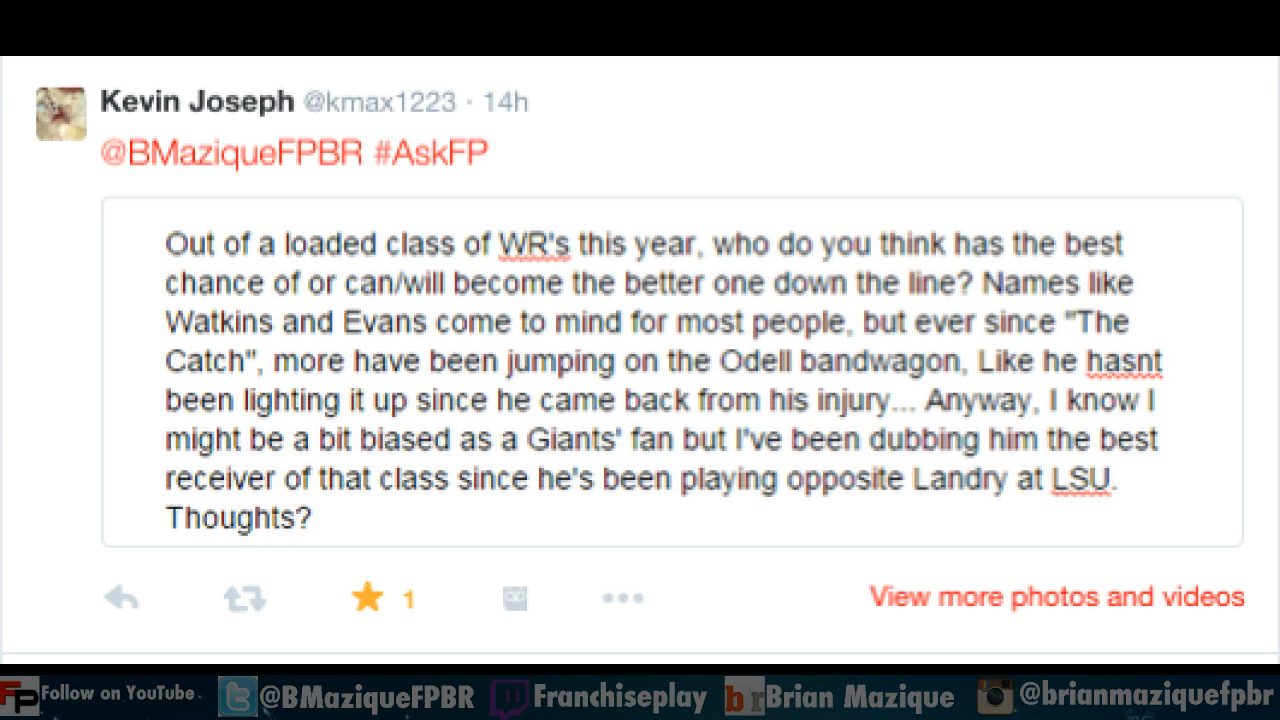 Kevin Joseph @kmax1223 · 14h
@BMaziqueFPBR #AskFP
Out of a loaded class of WR's this year, who do you think has the best
chance of or can/will become the better one down the line? Names like
Watkins and Evans come to mind for most people, but ever since "The
Catch", more have been jumping on the Odell bandwagon, Like he hasnt
been lighting it up since he came back from his injury... Anyway, I know I
might be a bit biased as a Giants' fan but I've been dubbing him the best
receiver of that class since he's been playing opposite Landry at LSU.
Thoughts?
1
View more photos and videos
FP Follow on YouTube. @BMaziqueFPBR Franchiseplay br Brian Mazique @brianmaziquefpbr